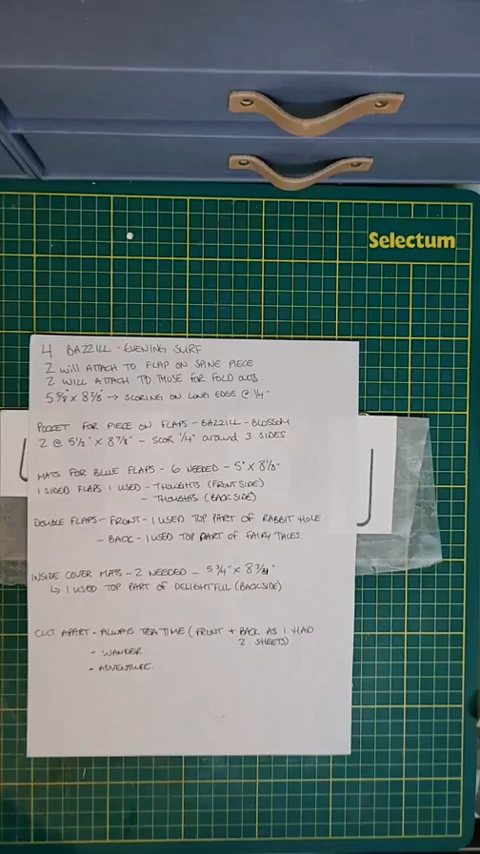 Selectum
4 BAZZILL - EVENING SURF
2 WILL ATTACH TO FLAP ON SPINE PIECE
2 WILL ATTACH TO THOSE FOR FOLD OUTS.
5 5/8" x 8 3/8" → SCORING ON LONG EDGE @ 1/4"
POCKET FOR PIECE ON FLAPS - BAZZILL - BLOSSOM
2 @ 5 1/2" x 8 7/8" - SCOR 1/4" around 3 SIDES
MATS FOR BLUE FLAPS - 6 NEEDED - 5" x 8 1/8"
1 SIDED FLAPS I USED - THOUGHTS (FRONT SIDE)
- THOUGHTS (BACK SIDE)
DOUBLE FLAPS - FRONT - I USED TOP PART OF RABBIT HOLE
- BACK - I USED TOP PART OF FAIRY TALES.
INSIDE COVER MATS - 2 NEEDED - 5 3/4" x 8 3/4"
↳ I USED TOP PART OF DELIGHTFUL (BACKSIDE)
CUT APART - ALWAYS TEA TIME (FRONT + BACK AS I HAD
2 SHEETS)
- WANDER
- ADVENTURE